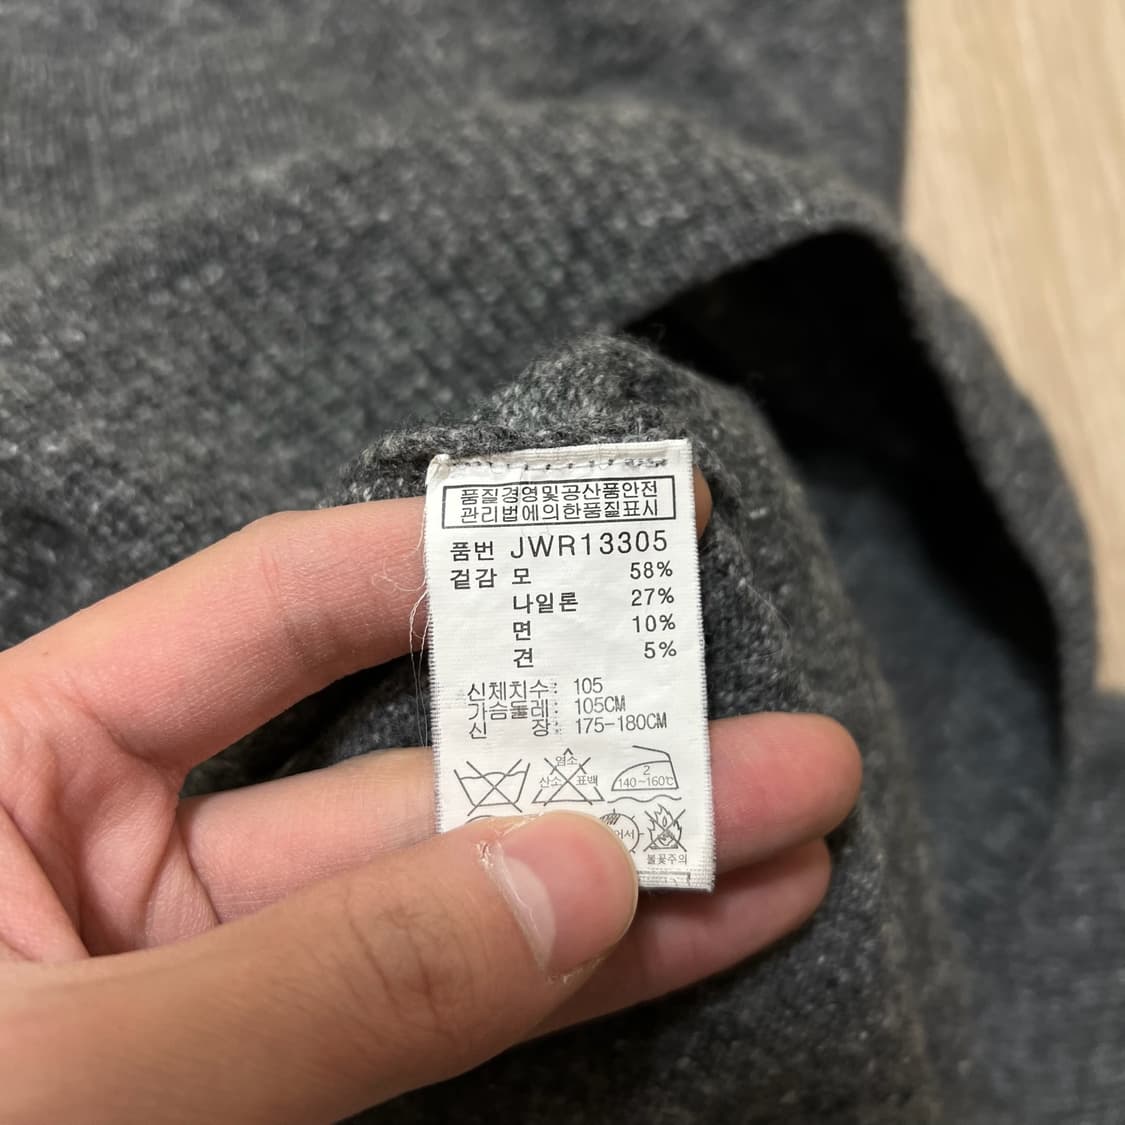 품질경영및공산품안전
관리법에의한품질표시
품번 JWR13305
겉감 모 58%
나일론 27%
면 10%
견 5%
신체치수: 105
가슴둘레: 105CM
신 장: 175-180CM
염소
산소 표백
2
140~160℃
어서
불꽃주의